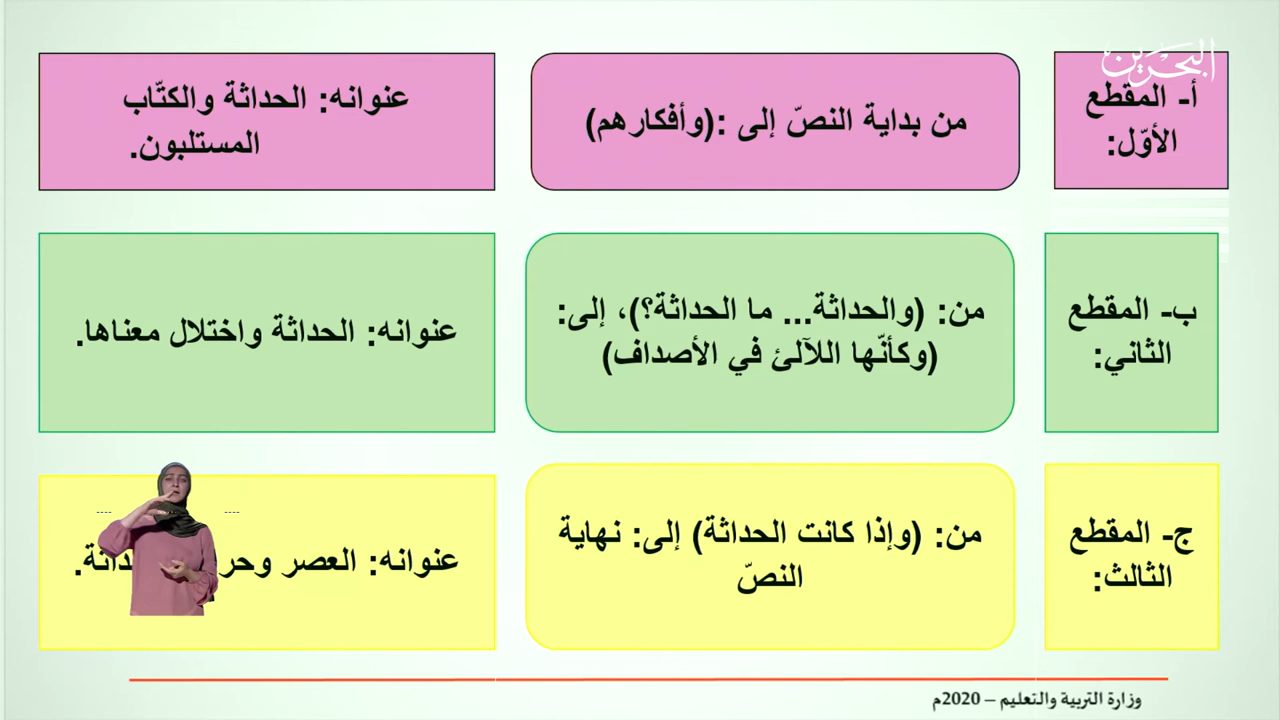 البحرين
أ- المقطع
الأوّل:
من بداية النصّ إلى :(وأفكارهم)
عنوانه: الحداثة والكتّاب
المستلبون.
ب- المقطع
الثاني:
من: (والحداثة... ما الحداثة؟)، إلى:
(وكأنّها اللآلئ في الأصداف)
عنوانه: الحداثة واختلال معناها.
ج- المقطع
الثالث:
من: (وإذا كانت الحداثة) إلى: نهاية
النصّ
عنوانه: العصر
وزارة التربية والتعليم – 2020م